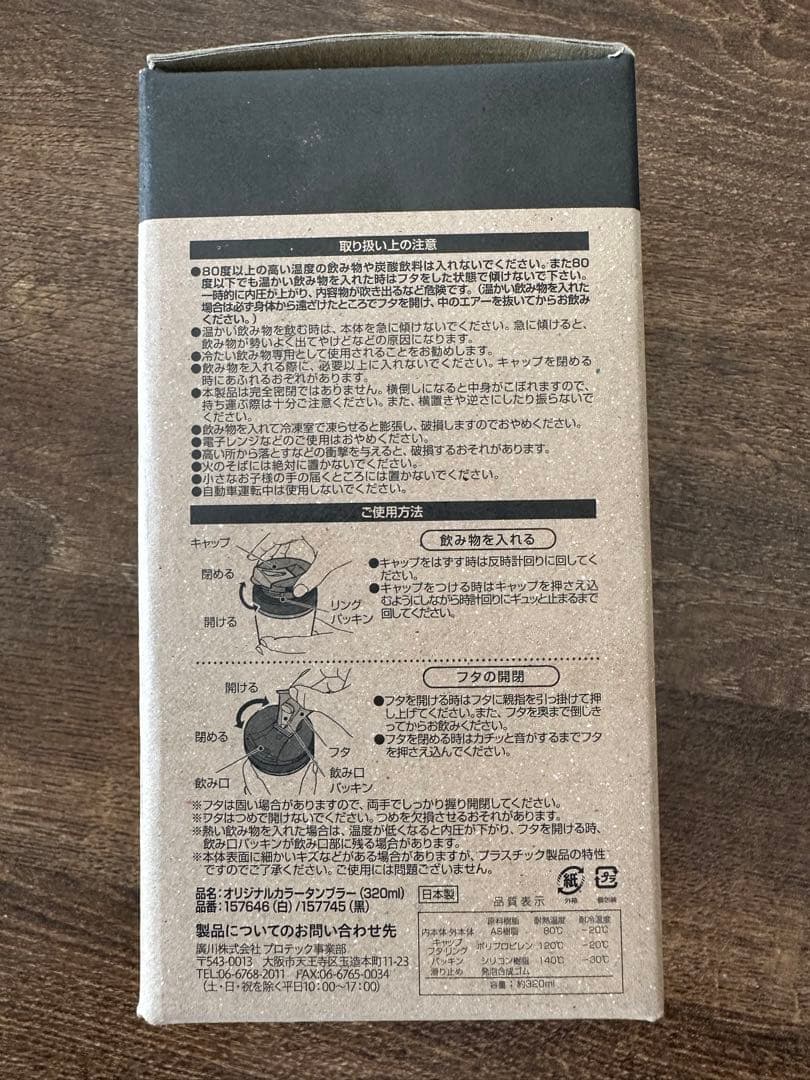 取り扱い上の注意
●80度以上の高い温度の飲み物や炭酸飲料は入れないでください。また80
度以下でも温かい飲み物を入れた時はフタをした状態で傾けないで下さい。
一時的に内圧が上がり、内容物が吹き出るなど危険です。(温かい飲み物を入れた
場合は必ず身体から遠ざけたところでフタを開け、中のエアーを抜いてからお飲み
ください。)
●温かい飲み物を飲む時は、本体を急に傾けないでください。急に傾けると、
飲み物が勢いよく出てやけどなどの原因になります。
●冷たい飲み物専用として使用されることをお勧めします。
●飲み物を入れる際に、必要以上に入れないでください。キャップを閉める
時にあふれるおそれがあります。
●本製品は完全密閉ではありません。横倒しになると中身がこぼれますので、
持ち運ぶ際は十分ご注意ください。また、横置きや逆さにしたり振らないで
ください。
●飲み物を入れて冷凍室で凍らせると膨張し、破損しますのでおやめください。
●電子レンジなどのご使用はおやめください。
●高い所から落とすなどの衝撃を与えると、破損するおそれがあります。
●火のそばには絶対に置かないでください。
●小さなお子様の手の届くところには置かないでください。
●自動車運転中は使用しないでください。
ご使用方法
キャップ
閉める
開ける
リング
パッキン
飲み物を入れる
●キャップをはずす時は反時計回りに回してく
ださい。
●キャップをつける時はキャップを押さえ込
むようにしながら時計回りにギュッと止まるまで
回してください。
開ける
閉める
飲み口
フタ
飲み口
パッキン
フタの開閉
●フタを開ける時はフタに親指を引っ掛けて押
し上げてください。また、フタを奥まで倒しき
ってからお飲みください。
●フタを閉める時はカチッと音がするまでフタ
を押さえ込んでください。
※フタは固い場合がありますので、両手でしっかり握り開閉してください。
※フタはつめで開けないでください。つめを欠損させるおそれがあります。
※熱い飲み物を入れた場合は、温度が低くなると内圧が下がり、フタを開ける時、
飲み口パッキンが飲み口部に残る場合があります。
※本体表面に細かいキズなどがある場合がありますが、プラスチック製品の特性
ですのでご了承ください。ご使用には問題ございません。
品名:オリジナルカラータンブラー(320ml)
日本製
品番:157646(白)/157745(黒)
製品についてのお問い合わせ先
廣川株式会社 プロテック事業部
〒543-0013 大阪市天王寺区玉造本町11-23
TEL:06-6768-2011 FAX:06-6765-0034
(土・日・祝を除く平日10:00〜17:00)
紙
外箱
プラ
個包装
品質表示
原料樹脂 耐熱温度 耐冷温度
内本体・外本体 AS樹脂 80℃ -20℃
キャップ
フタ・リング ポリプロピレン 120℃ -20℃
パッキン シリコン樹脂 140℃ -30℃
滑り止め 発泡合成ゴム
容量:約320ml